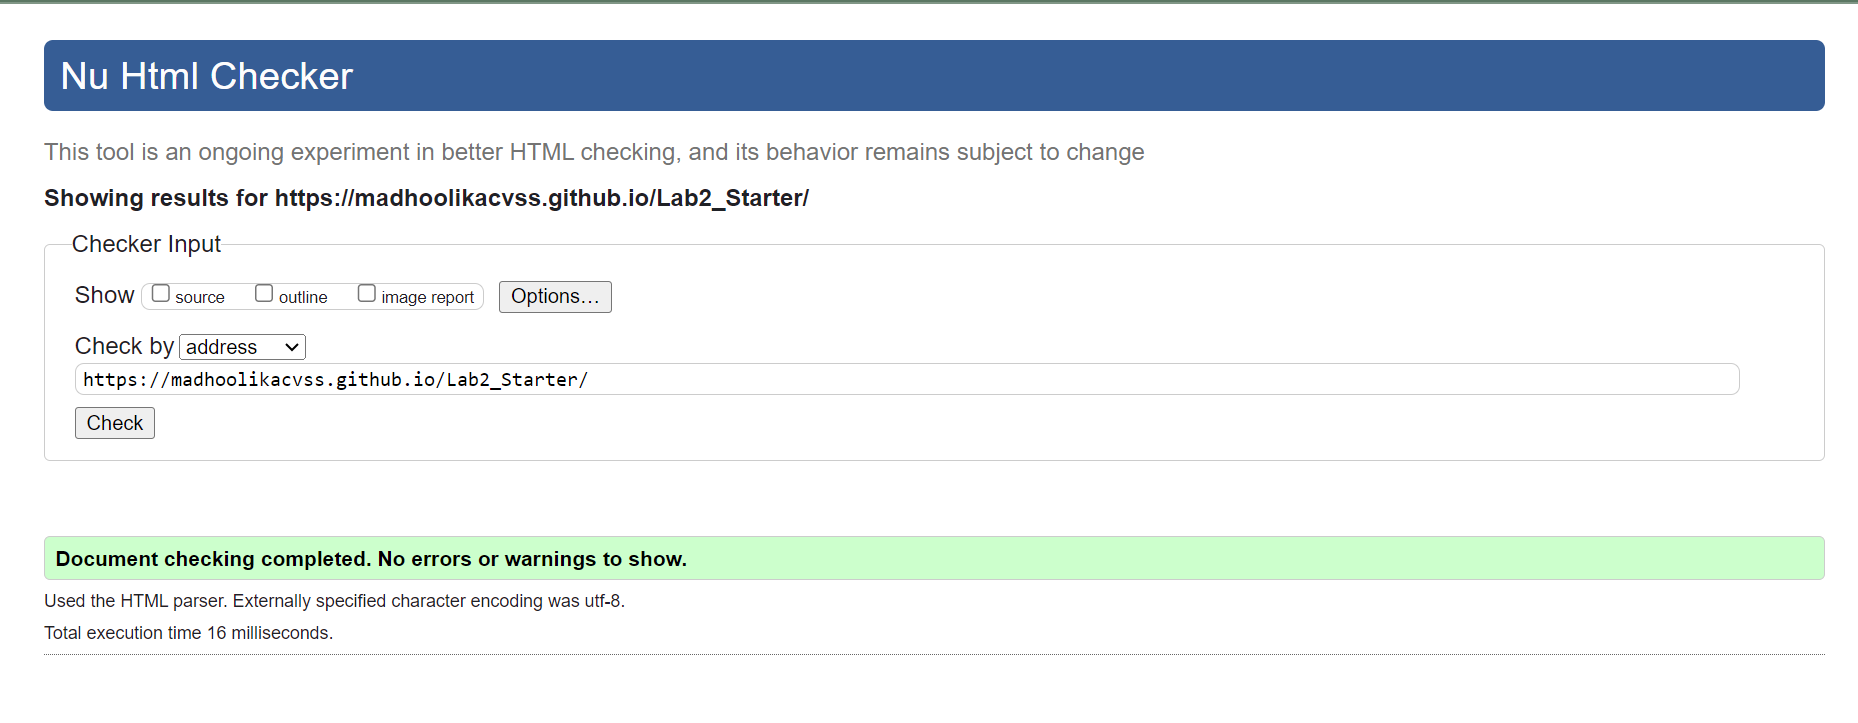 Nu Html Checker
This tool is an ongoing experiment in better HTML checking, and its behavior remains subject to change
Showing results for https://madhoolikacvss.github.io/Lab2_Starter/
Checker Input
Show source outline image report Options...
Check by address
https://madhoolikacvss.github.io/Lab2_Starter/
Check
Document checking completed. No errors or warnings to show.
Used the HTML parser. Externally specified character encoding was utf-8.
Total execution time 16 milliseconds.